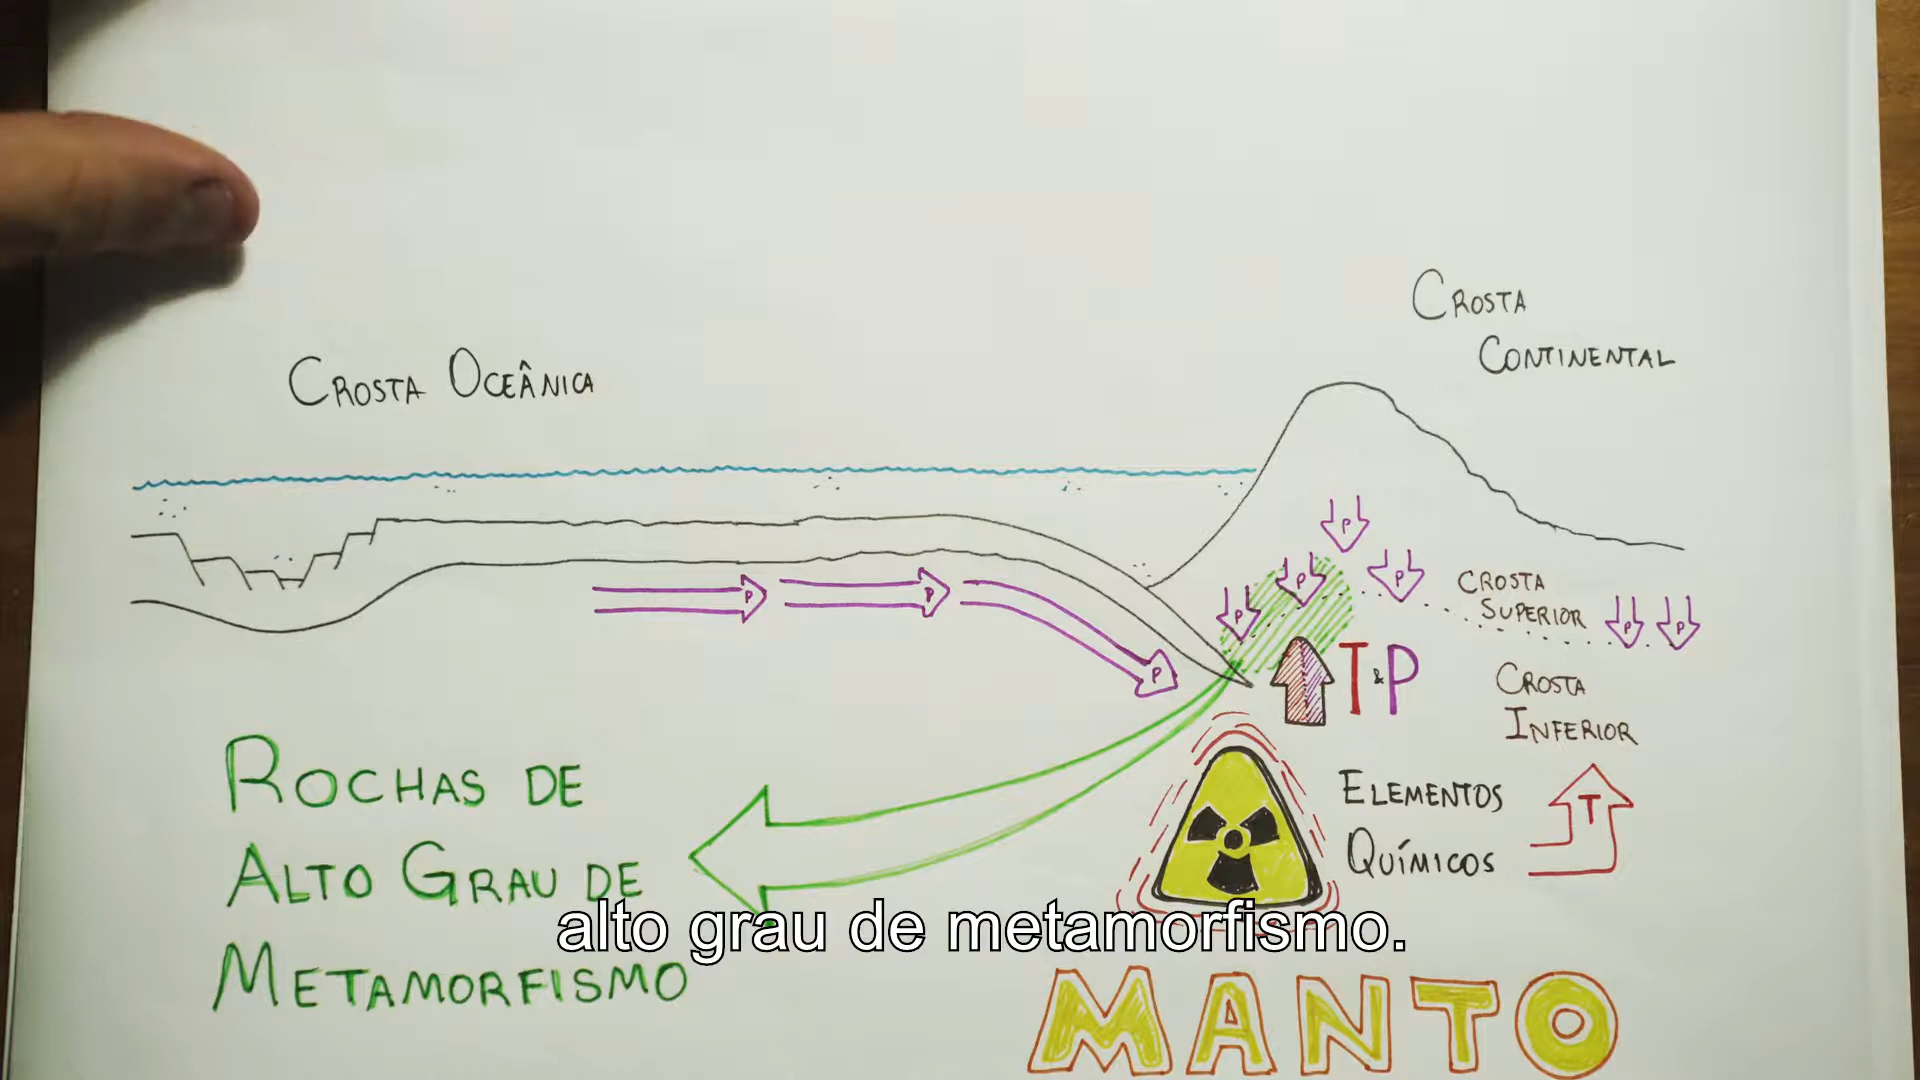 Crosta
Continental
Crosta Oceânica
P
P
P
P
P
P
P
P
Crosta
Superior
P
P
T & P
Crosta
Inferior
Rochas de
Alto Grau de
Metamorfismo
Elementos
Químicos
T
alto grau de metamorfismo.
MANTO